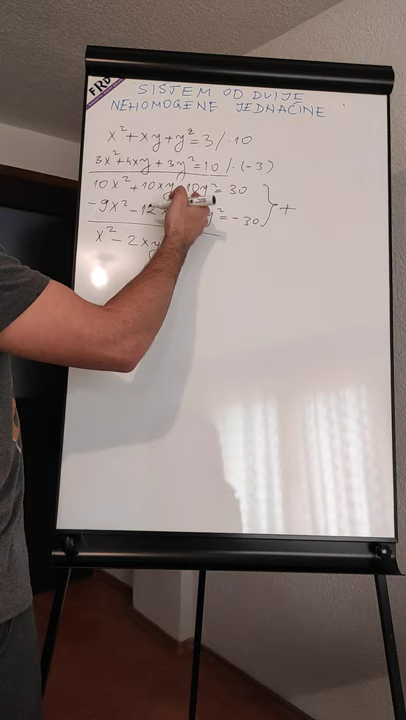 FRD
SISTEM OD DVIJE
NEHOMOGENE JEDNAČINE
x²+xy+y²=3/·10
3x²+4xy+3y²=10/·(-3)
10x²+10xy+10y²=30
-9x²-12 y²=-30 +
x²-2xy